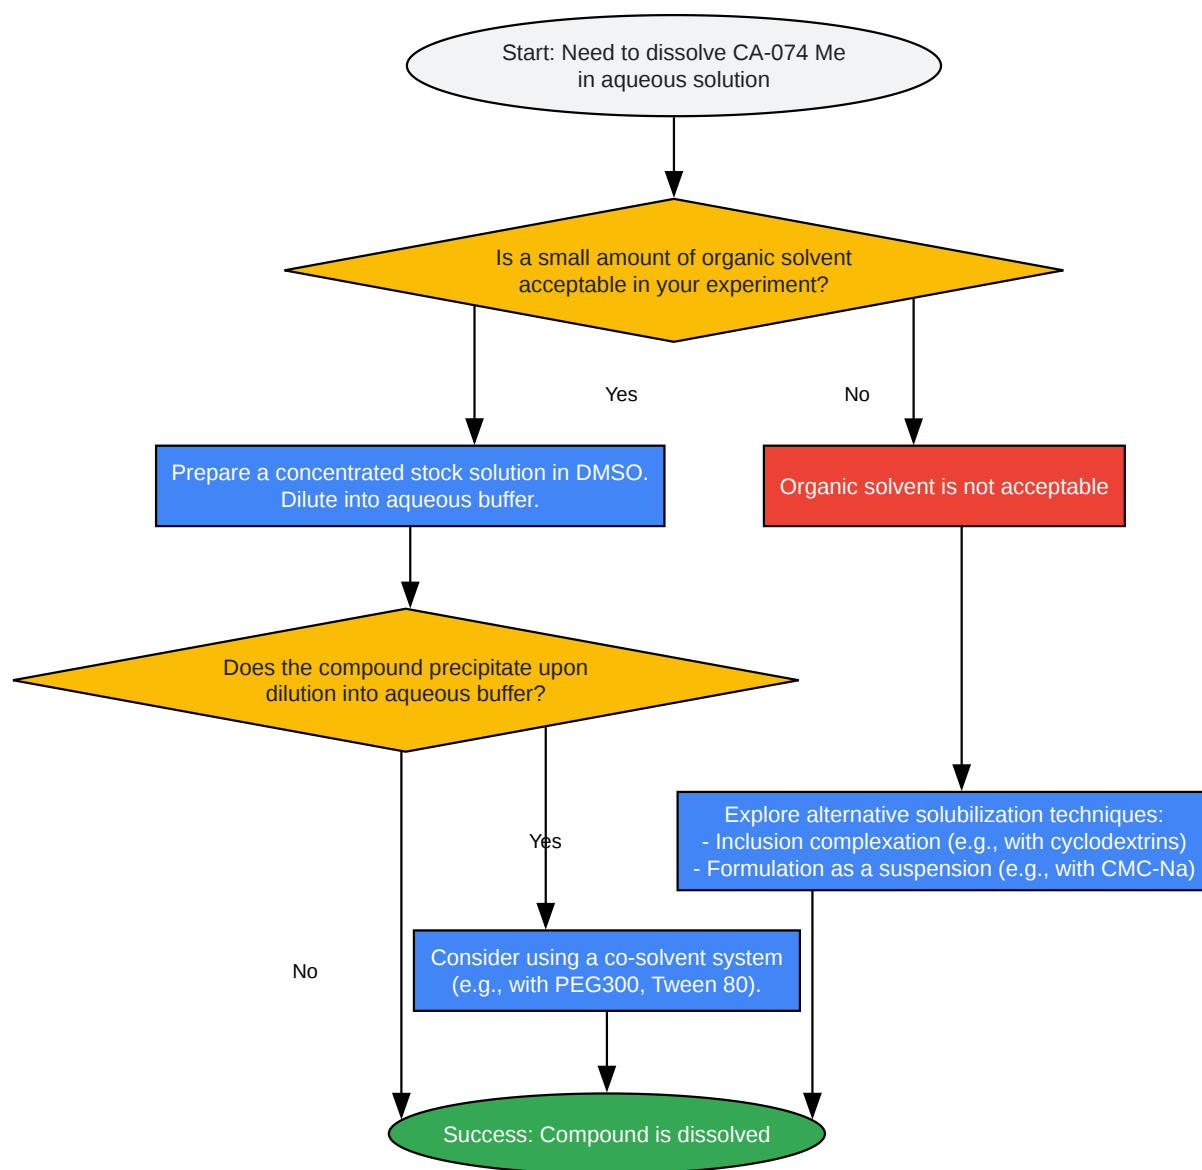 Start: Need to dissolve CA-074 Me
in aqueous solution
Is a small amount of organic solvent
acceptable in your experiment?
Yes
No
Prepare a concentrated stock solution in DMSO.
Dilute into aqueous buffer.
Organic solvent is not acceptable
Does the compound precipitate upon
dilution into aqueous buffer?
Explore alternative solubilization techniques:
- Inclusion complexation (e.g., with cyclodextrins)
- Formulation as a suspension (e.g., with CMC-Na)
Yes
No
Consider using a co-solvent system
(e.g., with PEG300, Tween 80).
Success: Compound is dissolved